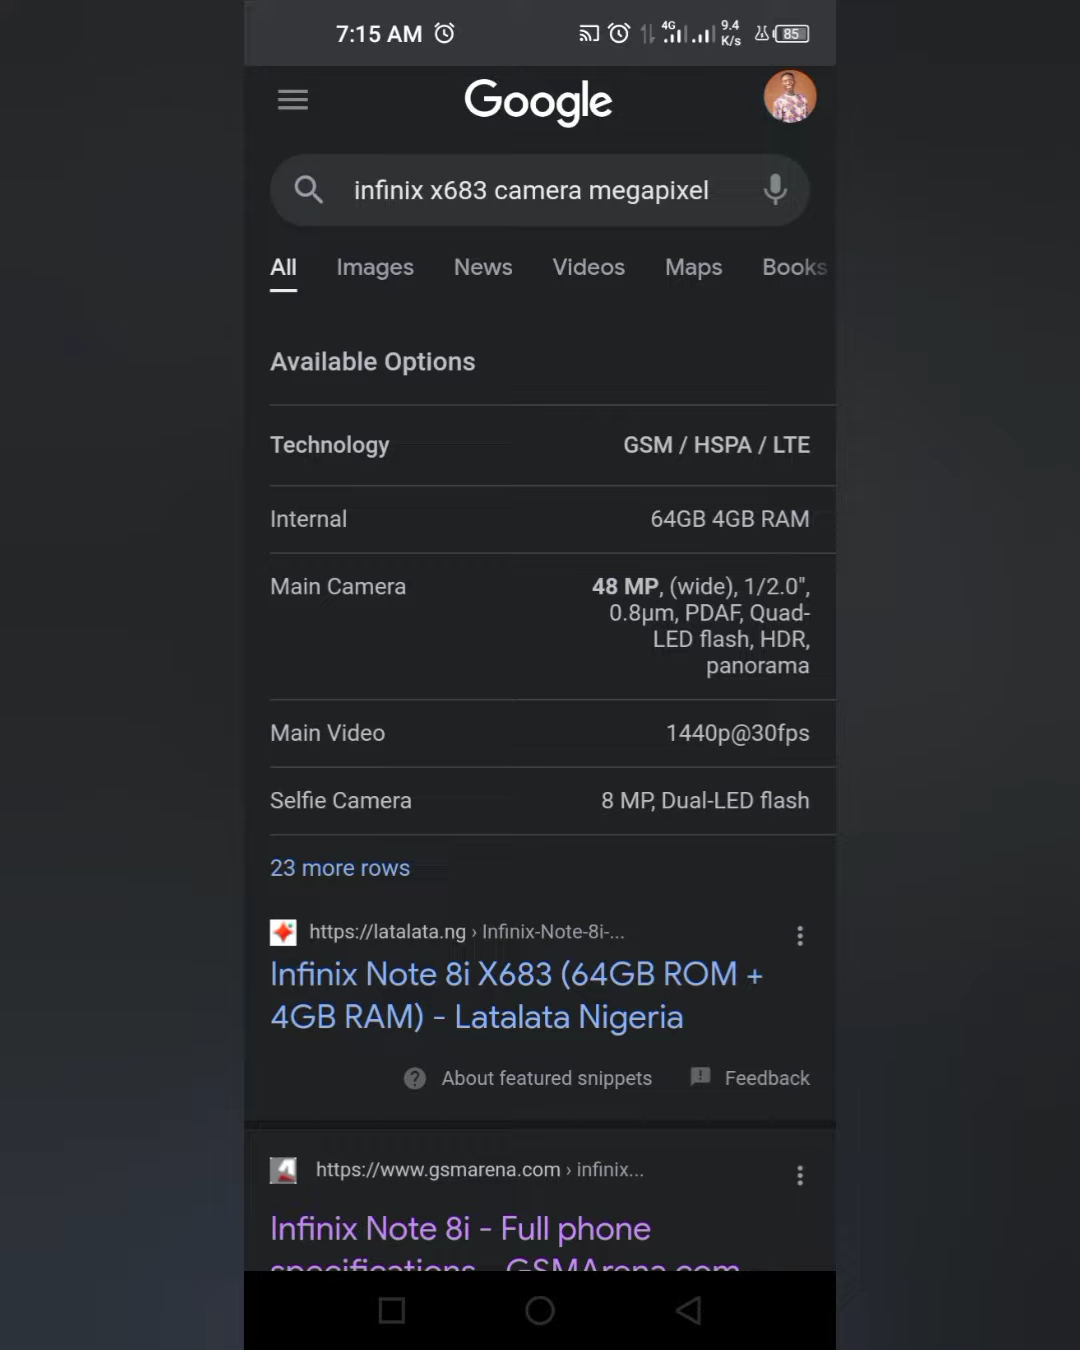 7:15 AM 4G 9.4 K/s 85
Google
infinix x683 camera megapixel
All Images News Videos Maps Books
Available Options
Technology GSM / HSPA / LTE
Internal 64GB 4GB RAM
Main Camera 48 MP, (wide), 1/2.0",
0.8µm, PDAF, Quad-
LED flash, HDR,
panorama
Main Video 1440p@30fps
Selfie Camera 8 MP, Dual-LED flash
23 more rows
https://latalata.ng › Infinix-Note-8i-...
Infinix Note 8i X683 (64GB ROM +
4GB RAM) - Latalata Nigeria
About featured snippets Feedback
https://www.gsmarena.com › infinix...
Infinix Note 8i - Full phone
specifications - GSMArena.com